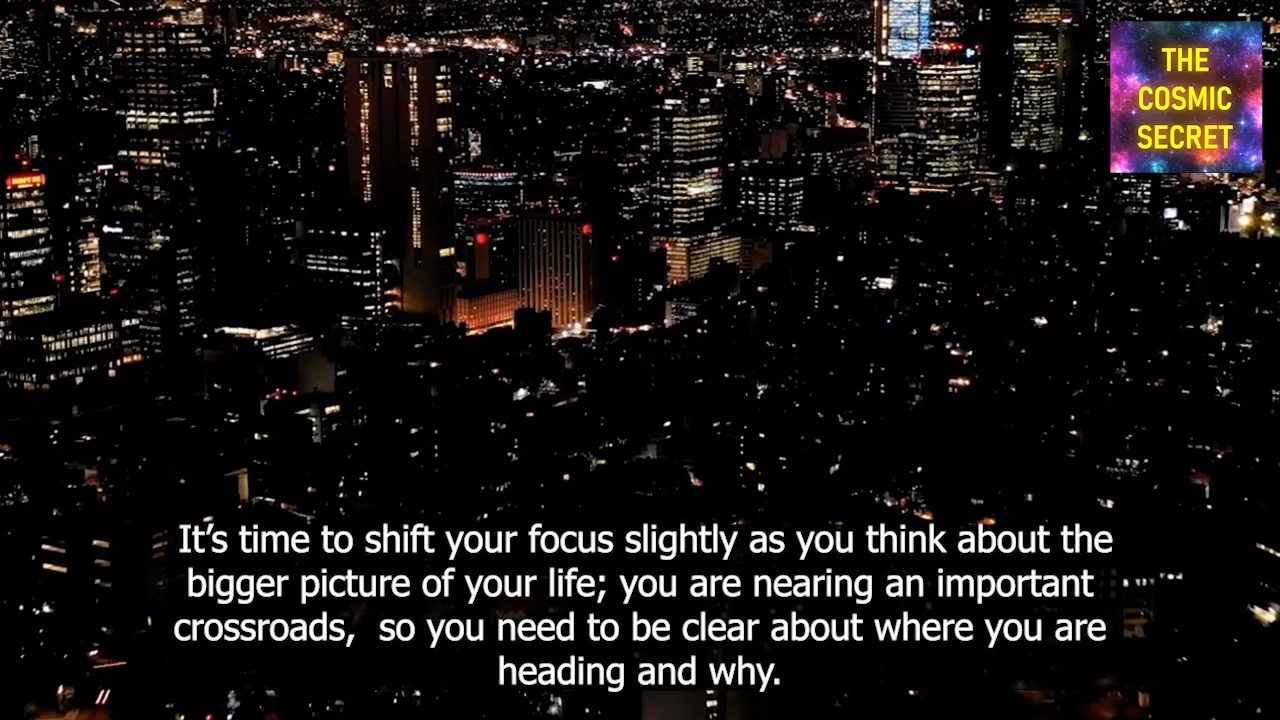 THE
COSMIC
SECRET
It’s time to shift your focus slightly as you think about the
bigger picture of your life; you are nearing an important
crossroads,  so you need to be clear about where you are
heading and why.